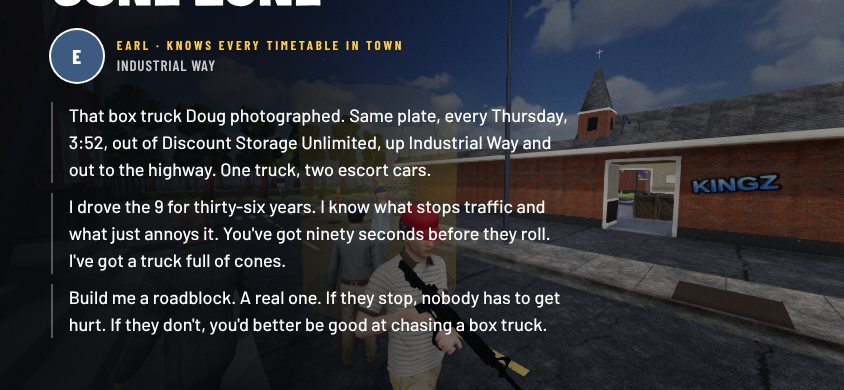 CONE ZONE
E
EARL · KNOWS EVERY TIMETABLE IN TOWN
INDUSTRIAL WAY
That box truck Doug photographed. Same plate, every Thursday,
3:52, out of Discount Storage Unlimited, up Industrial Way and
out to the highway. One truck, two escort cars.
I drove the 9 for thirty-six years. I know what stops traffic and
what just annoys it. You've got ninety seconds before they roll.
I've got a truck full of cones.
Build me a roadblock. A real one. If they stop, nobody has to get
hurt. If they don't, you'd better be good at chasing a box truck.
KINGZ